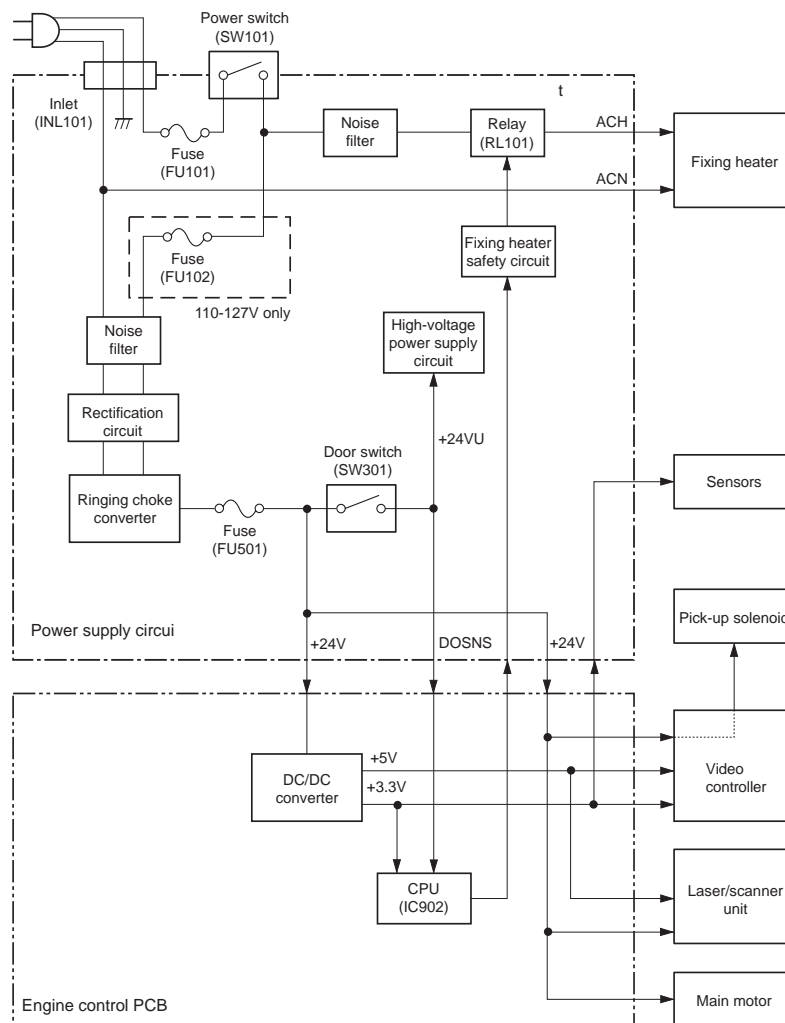 Power switch
(SW101)
Inlet
(INL101)
Fuse
(FU101)
Noise
filter
Relay
(RL101)
t
ACH
ACN
Fixing heater
Fuse
(FU102)
110-127V only
Fixing heater
safety circuit
Noise
filter
High-voltage
power supply
circuit
Rectification
circuit
+24VU
Door switch
(SW301)
Sensors
Ringing choke
converter
Fuse
(FU501)
Pick-up solenoid
Power supply circui
+24V
DOSNS
+24V
DC/DC
converter
+5V
+3.3V
Video
controller
CPU
(IC902)
Laser/scanner
unit
Engine control PCB
Main motor